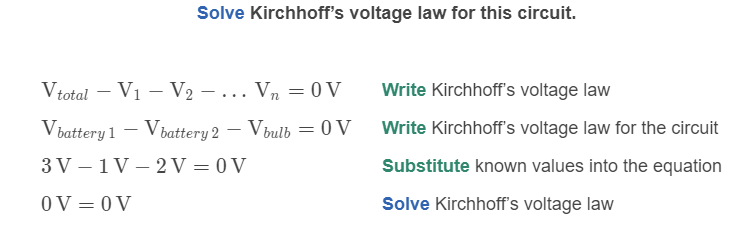 Solve Kirchhoff's voltage law for this circuit.
V_total − V_1 − V_2 − … V_n = 0 V Write Kirchhoff's voltage law
V_battery 1 − V_battery 2 − V_bulb = 0 V Write Kirchhoff's voltage law for the circuit
3 V − 1 V − 2 V = 0 V Substitute known values into the equation
0 V = 0 V Solve Kirchhoff's voltage law